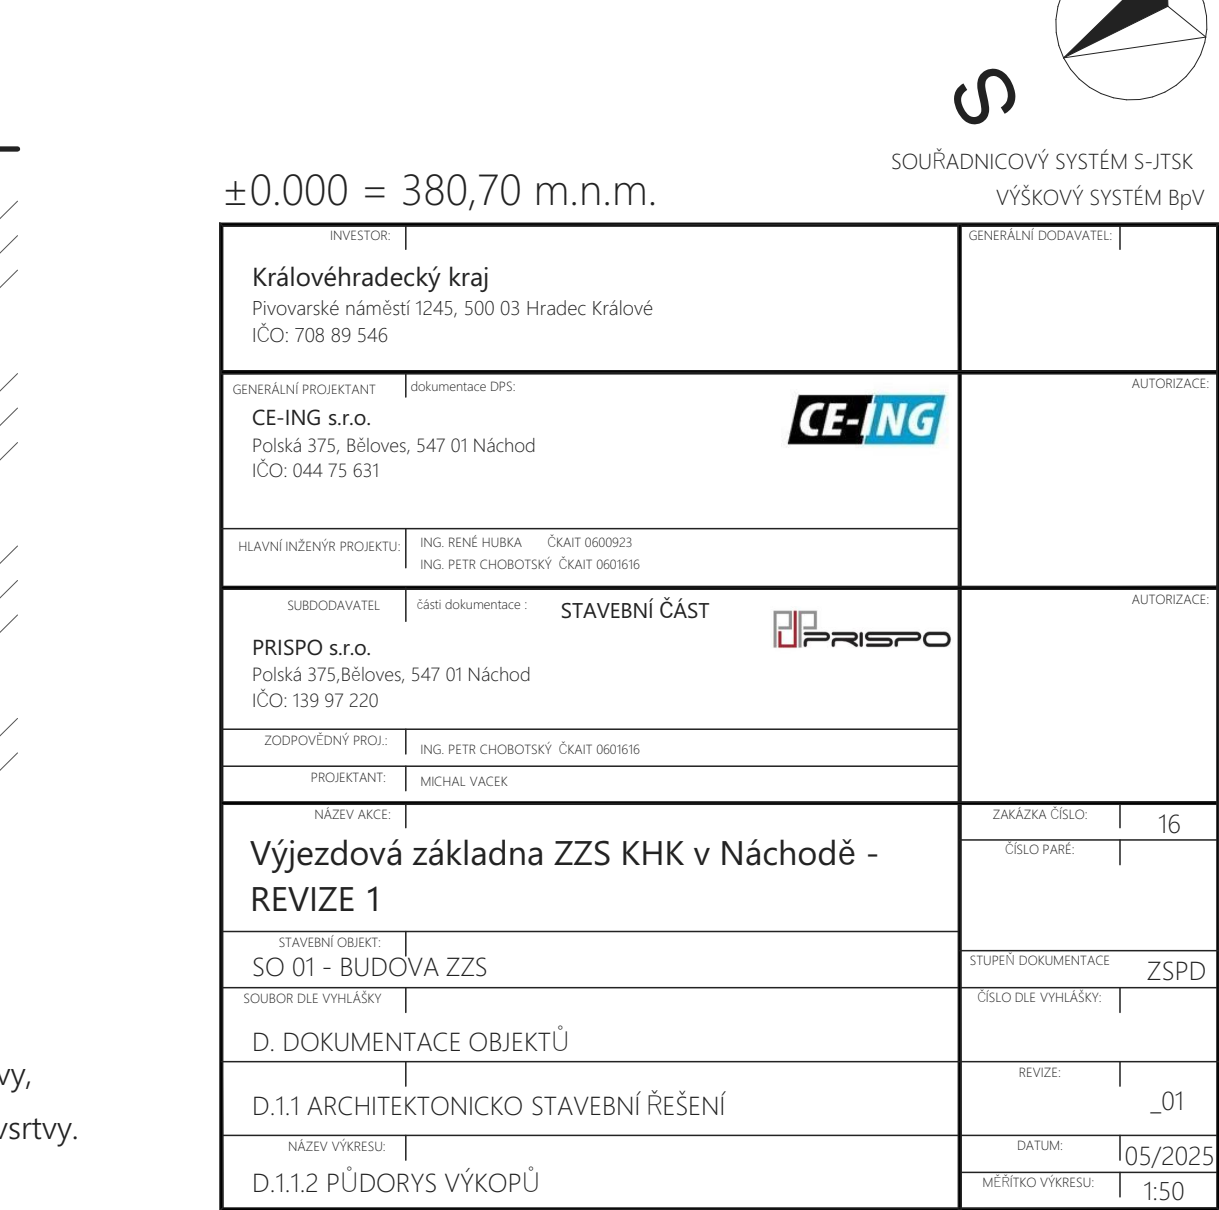 S
SOUŘADNICOVÝ SYSTÉM S-JTSK
±0.000 = 380,70 m.n.m.
VÝŠKOVÝ SYSTÉM BpV
INVESTOR:
GENERÁLNÍ DODAVATEL:
Královéhradecký kraj
Pivovarské náměstí 1245, 500 03 Hradec Králové
IČO: 708 89 546
GENERÁLNÍ PROJEKTANT
dokumentace DPS:
AUTORIZACE:
CE-ING s.r.o.
CE-ING
Polská 375, Běloves, 547 01 Náchod
IČO: 044 75 631
HLAVNÍ INŽENÝR PROJEKTU:
ING. RENÉ HUBKA ČKAIT 0600923
ING. PETR CHOBOTSKÝ ČKAIT 0601616
SUBDODAVATEL
části dokumentace :
STAVEBNÍ ČÁST
AUTORIZACE:
PRISPO
PRISPO s.r.o.
Polská 375,Běloves, 547 01 Náchod
IČO: 139 97 220
ZODPOVĚDNÝ PROJ.:
ING. PETR CHOBOTSKÝ ČKAIT 0601616
PROJEKTANT:
MICHAL VACEK
NÁZEV AKCE:
ZAKÁZKA ČÍSLO:
16
Výjezdová základna ZZS KHK v Náchodě -
REVIZE 1
ČÍSLO PARÉ:
STAVEBNÍ OBJEKT:
SO 01 - BUDOVA ZZS
STUPEŇ DOKUMENTACE
ZSPD
SOUBOR DLE VYHLÁŠKY
ČÍSLO DLE VYHLÁŠKY:
D. DOKUMENTACE OBJEKTŮ
REVIZE:
_01
D.1.1 ARCHITEKTONICKO STAVEBNÍ ŘEŠENÍ
NÁZEV VÝKRESU:
DATUM:
05/2025
D.1.1.2 PŮDORYS VÝKOPŮ
MĚŘÍTKO VÝKRESU:
1:50
vy,
vsrtvy.